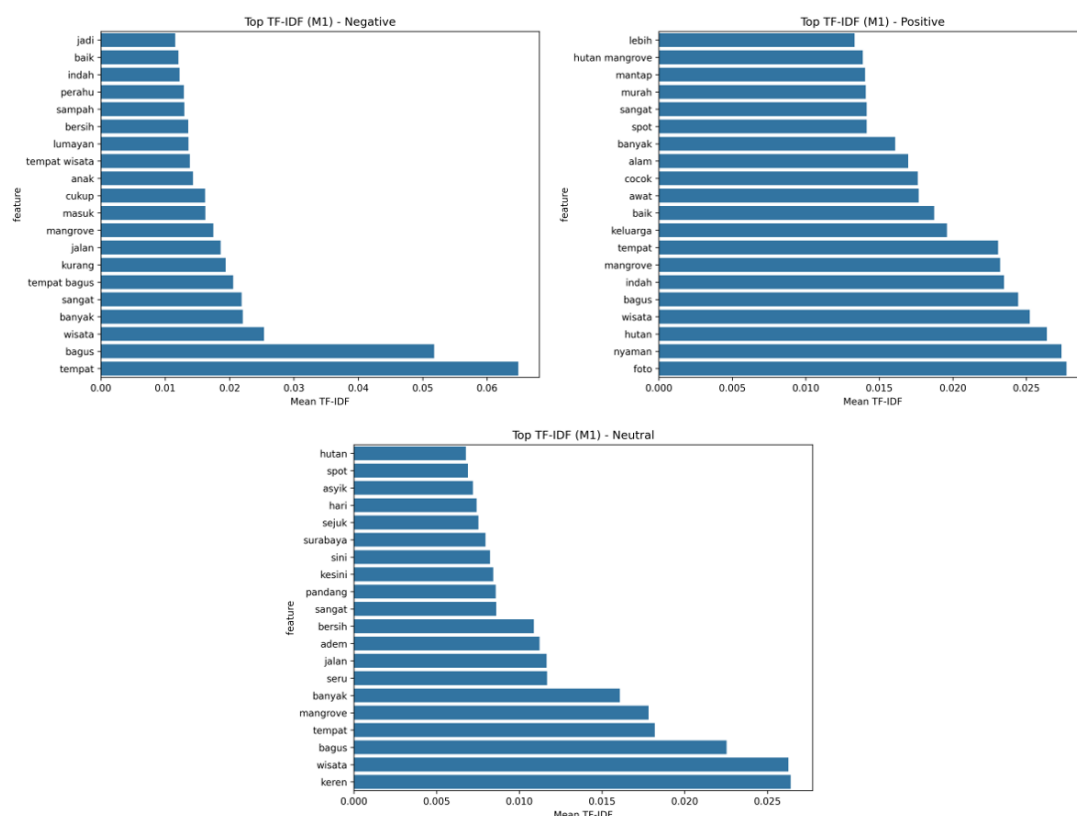 Top TF-IDF (M1) - Negative
jadi
baik
indah
perahu
sampah
bersih
lumayan
tempat wisata
anak
cukup
masuk
mangrove
jalan
kurang
tempat bagus
sangat
banyak
wisata
bagus
tempat
feature
0.00 0.01 0.02 0.03 0.04 0.05 0.06
Mean TF-IDF
Top TF-IDF (M1) - Positive
lebih
hutan mangrove
mantap
murah
sangat
spot
banyak
alam
cocok
awat
baik
keluarga
tempat
mangrove
indah
bagus
wisata
hutan
nyaman
foto
feature
0.000 0.005 0.010 0.015 0.020 0.025
Mean TF-IDF
Top TF-IDF (M1) - Neutral
hutan
spot
asyik
hari
sejuk
surabaya
sini
kesini
pandang
sangat
bersih
adem
jalan
seru
banyak
mangrove
tempat
bagus
wisata
keren
feature
0.000 0.005 0.010 0.015 0.020 0.025
Mean TF-IDF